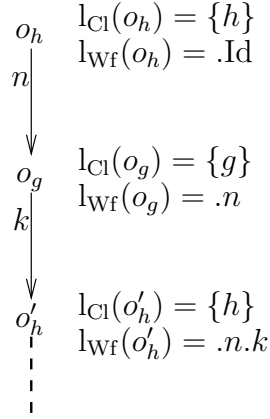 o_h l_Cl(o_h) = {h}
l_Wf(o_h) = .Id
n
o_g l_Cl(o_g) = {g}
l_Wf(o_g) = .n
k
o'_h l_Cl(o'_h) = {h}
l_Wf(o'_h) = .n.k